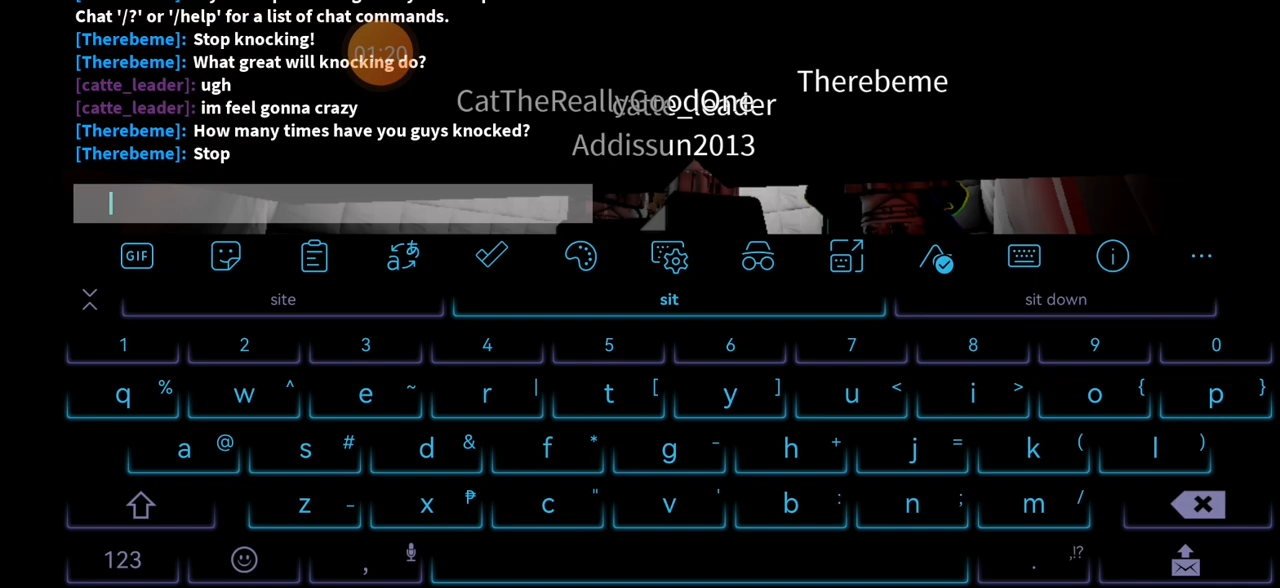 Chat '/?' or '/help' for a list of chat commands.
[Therebeme]: Stop knocking!
01:20
[Therebeme]: What great will knocking do?
Therebeme
[catte_leader]: ugh
CatTheReallyGoodOne
catte_leader
[catte_leader]: im feel gonna crazy
[Therebeme]: How many times have you guys knocked?
Addissun2013
[Therebeme]: Stop
GIF
site sit sit down
1 2 3 4 5 6 7 8 9 0
q % w ^ e ~ r | t [ y ] u < i > o { p }
a @ s # d & f * g - h + j = k ( l )
z _ x ₱ c " v ' b : n ; m /
123 , . ,!?